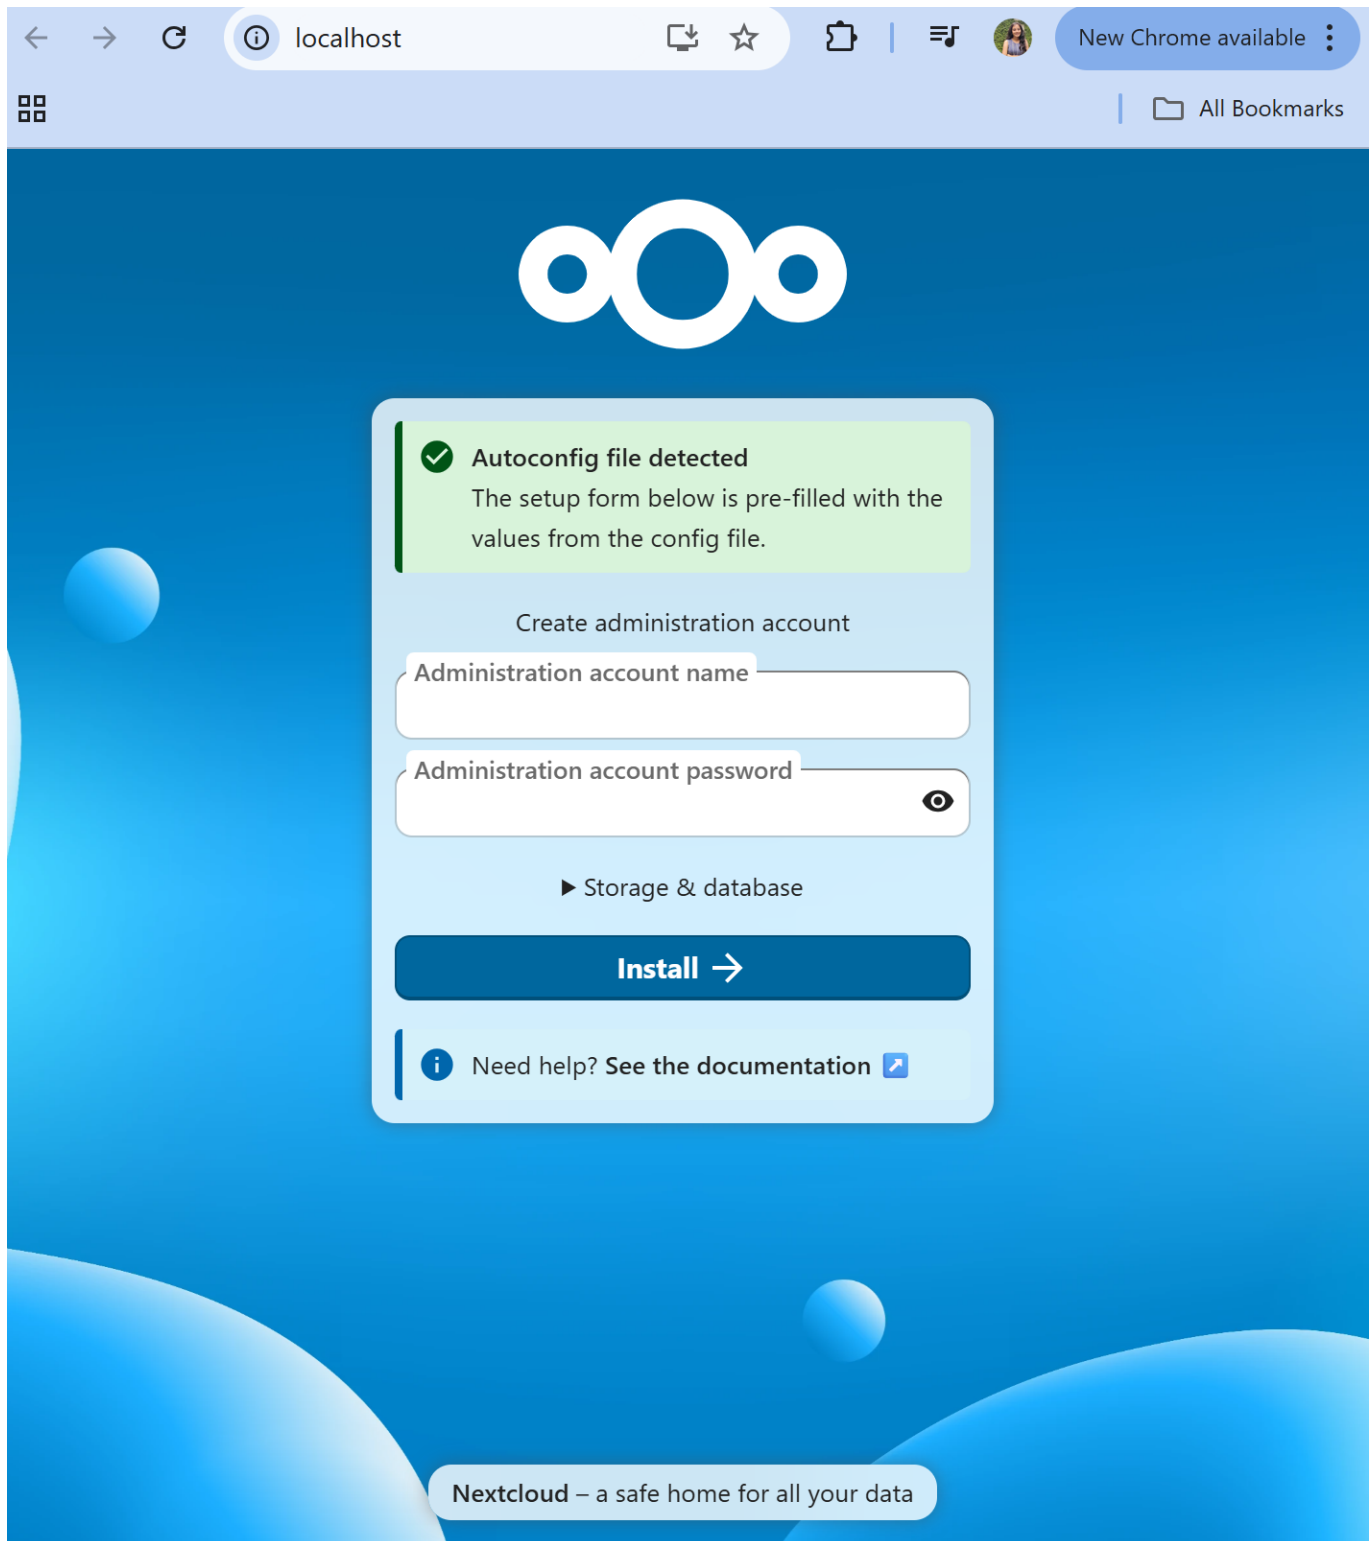 localhost
New Chrome available
All Bookmarks
Autoconfig file detected
The setup form below is pre-filled with the
values from the config file.
Create administration account
Administration account name
Administration account password
Storage & database
Install
Need help? See the documentation
Nextcloud – a safe home for all your data